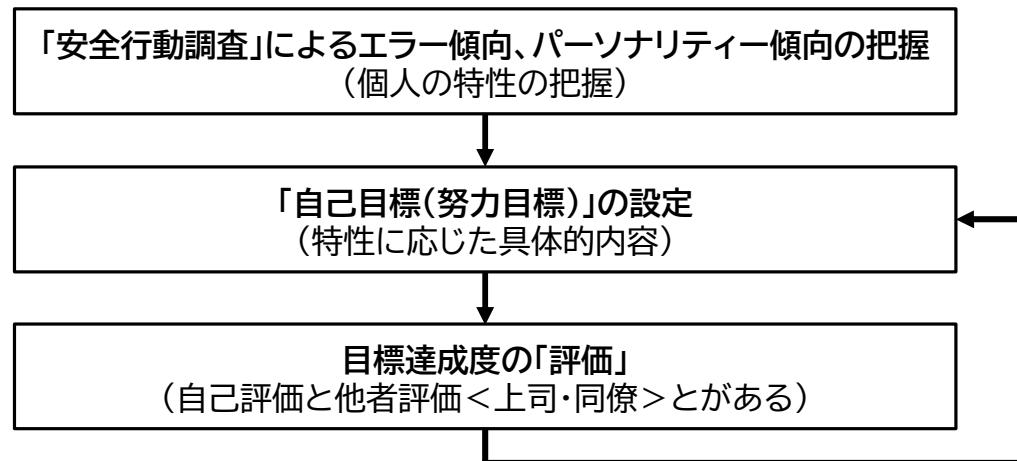 「安全行動調査」によるエラー傾向、パーソナリティー傾向の把握
（個人の特性の把握）
「自己目標(努力目標)」の設定
（特性に応じた具体的内容）
目標達成度の「評価」
（自己評価と他者評価＜上司・同僚＞とがある）